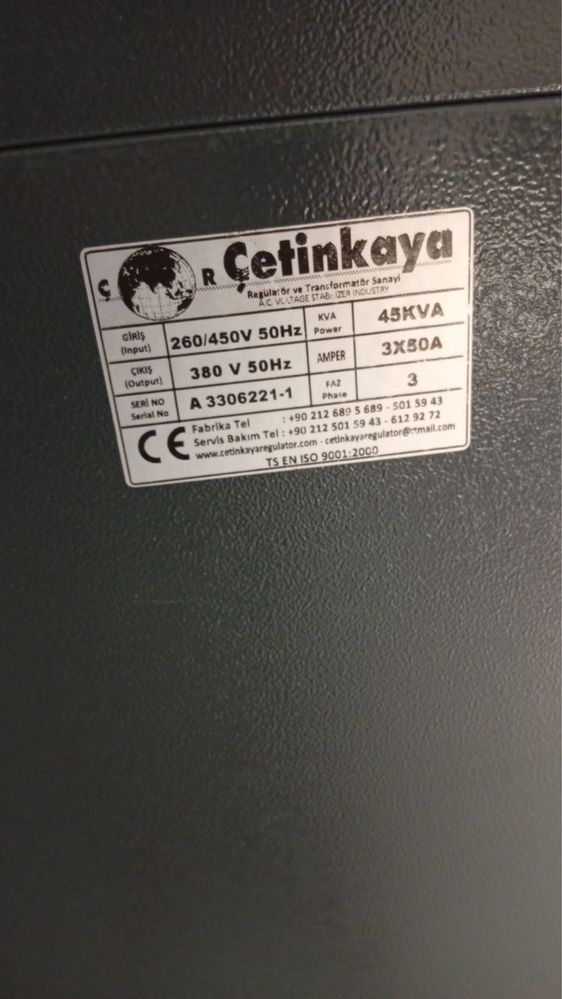 Ç R Çetinkaya
Regülatör ve Transformatör Sanayi
A.C. VOLTAGE STABILIZER INDUSTRY
GİRİŞ (Input) 260/450V 50Hz KVA Power 45KVA
ÇIKIŞ (Output) 380 V 50Hz AMPER 3X50A
SERİ NO Serial No A 3306221-1 FAZ Phase 3
CE
Fabrika Tel : +90 212 689 5 689 - 501 59 43
Servis Bakım Tel : +90 212 501 59 43 - 612 92 72
www.cetinkayaregulator.com - cetinkayaregulator@hotmail.com
TS EN ISO 9001:2000